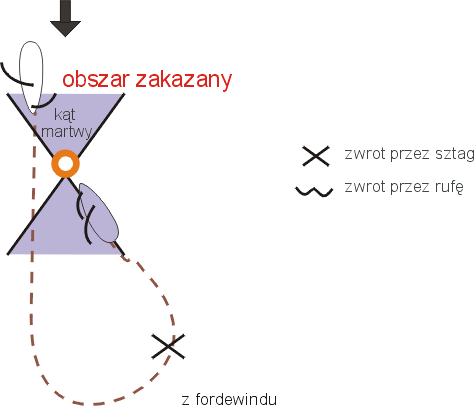 obszar zakazany
kąt
martwy
zwrot przez sztag
zwrot przez rufę
z fordewindu